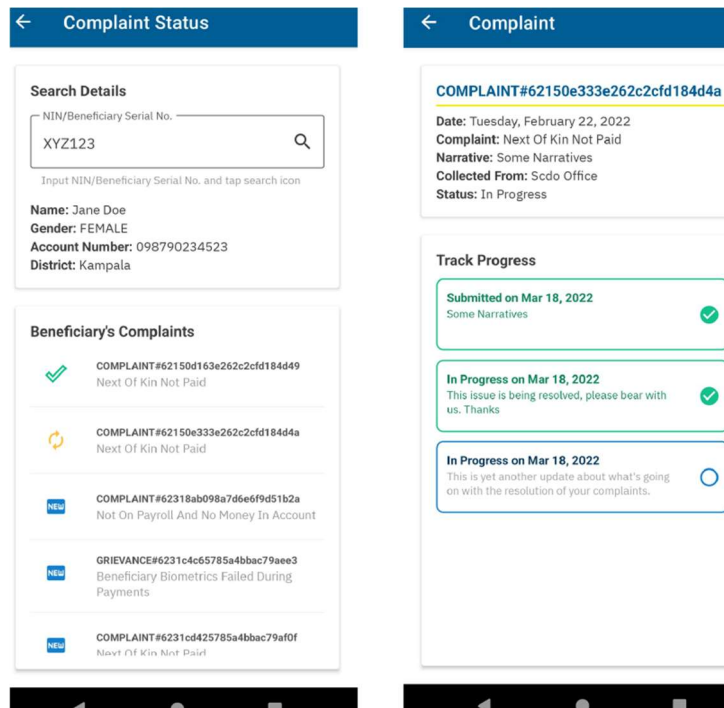 Complaint Status
Search Details
NIN/Beneficiary Serial No.
XYZ123
Input NIN/Beneficiary Serial No. and tap search icon
Name: Jane Doe
Gender: FEMALE
Account Number: 098790234523
District: Kampala
Beneficiary's Complaints
COMPLAINT#62150d163e262c2cfd184d49
Next Of Kin Not Paid
COMPLAINT#62150e333e262c2cfd184d4a
Next Of Kin Not Paid
NEW
COMPLAINT#62318ab098a7d6e6f9d51b2a
Not On Payroll And No Money In Account
NEW
GRIEVANCE#6231c4c65785a4bbac79aee3
Beneficiary Biometrics Failed During
Payments
NEW
COMPLAINT#6231cd425785a4bbac79af0f
Next Of Kin Not Paid
Complaint
COMPLAINT#62150e333e262c2cfd184d4a
Date: Tuesday, February 22, 2022
Complaint: Next Of Kin Not Paid
Narrative: Some Narratives
Collected From: Scdo Office
Status: In Progress
Track Progress
Submitted on Mar 18, 2022
Some Narratives
In Progress on Mar 18, 2022
This issue is being resolved, please bear with
us. Thanks
In Progress on Mar 18, 2022
This is yet another update about what's going
on with the resolution of your complaints.